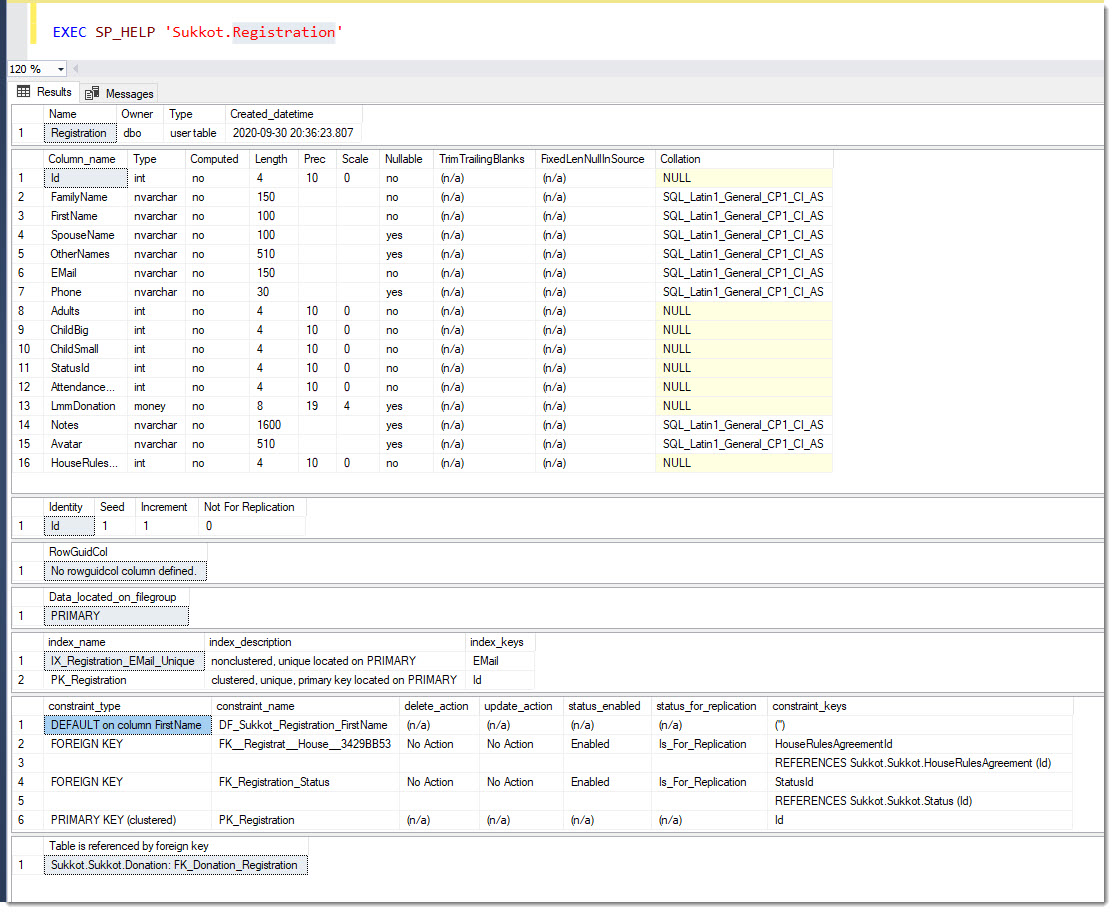 EXEC SP_HELP 'Sukkot.Registration'
120 %
Results Messages
Name Owner Type Created_datetime
1 Registration dbo user table 2020-09-30 20:36:23.807
Column_name Type Computed Length Prec Scale Nullable TrimTrailingBlanks FixedLenNullInSource Collation
1 Id int no 4 10 0 no (n/a) (n/a) NULL
2 FamilyName nvarchar no 150 no (n/a) (n/a) SQL_Latin1_General_CP1_CI_AS
3 FirstName nvarchar no 100 no (n/a) (n/a) SQL_Latin1_General_CP1_CI_AS
4 SpouseName nvarchar no 100 yes (n/a) (n/a) SQL_Latin1_General_CP1_CI_AS
5 OtherNames nvarchar no 510 yes (n/a) (n/a) SQL_Latin1_General_CP1_CI_AS
6 EMail nvarchar no 150 no (n/a) (n/a) SQL_Latin1_General_CP1_CI_AS
7 Phone nvarchar no 30 yes (n/a) (n/a) SQL_Latin1_General_CP1_CI_AS
8 Adults int no 4 10 0 no (n/a) (n/a) NULL
9 ChildBig int no 4 10 0 no (n/a) (n/a) NULL
10 ChildSmall int no 4 10 0 no (n/a) (n/a) NULL
11 StatusId int no 4 10 0 no (n/a) (n/a) NULL
12 Attendance... int no 4 10 0 no (n/a) (n/a) NULL
13 LmmDonation money no 8 19 4 yes (n/a) (n/a) NULL
14 Notes nvarchar no 1600 yes (n/a) (n/a) SQL_Latin1_General_CP1_CI_AS
15 Avatar nvarchar no 510 yes (n/a) (n/a) SQL_Latin1_General_CP1_CI_AS
16 HouseRules... int no 4 10 0 no (n/a) (n/a) NULL
Identity Seed Increment Not For Replication
1 Id 1 1 0
RowGuidCol
1 No rowguidcol column defined.
Data_located_on_filegroup
1 PRIMARY
index_name index_description index_keys
1 IX_Registration_EMail_Unique nonclustered, unique located on PRIMARY EMail
2 PK_Registration clustered, unique, primary key located on PRIMARY Id
constraint_type constraint_name delete_action update_action status_enabled status_for_replication constraint_keys
1 DEFAULT on column FirstName DF_Sukkot_Registration_FirstName (n/a) (n/a) (n/a) (n/a) ('')
2 FOREIGN KEY FK__Registrat__House__3429BB53 No Action No Action Enabled Is_For_Replication HouseRulesAgreementId
3 REFERENCES Sukkot.Sukkot.HouseRulesAgreement (Id)
4 FOREIGN KEY FK_Registration_Status No Action No Action Enabled Is_For_Replication StatusId
5 REFERENCES Sukkot.Sukkot.Status (Id)
6 PRIMARY KEY (clustered) PK_Registration (n/a) (n/a) (n/a) (n/a) Id
Table is referenced by foreign key
1 Sukkot.Sukkot.Donation: FK_Donation_Registration